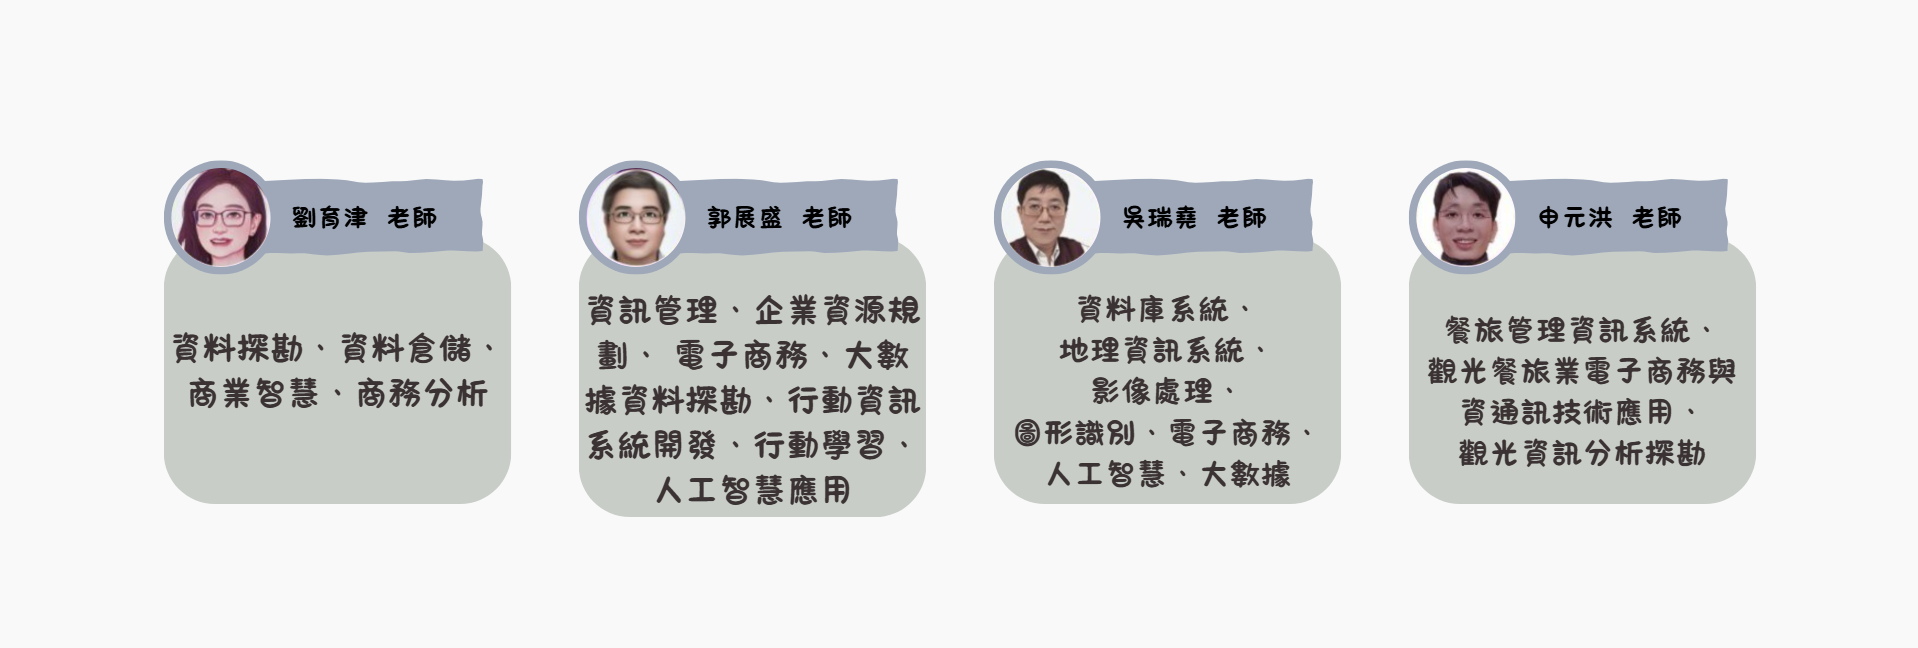 劉育津 老師
資料探勘、資料倉儲、
商業智慧、商務分析
郭展盛 老師
資訊管理、企業資源規
劃、 電子商務、大數
據資料探勘、行動資訊
系統開發、行動學習、
人工智慧應用
吳瑞堯 老師
資料庫系統、
地理資訊系統、
影像處理、
圖形識別、電子商務、
人工智慧、大數據
申元洪 老師
餐旅管理資訊系統、
觀光餐旅業電子商務與
資通訊技術應用、
觀光資訊分析探勘